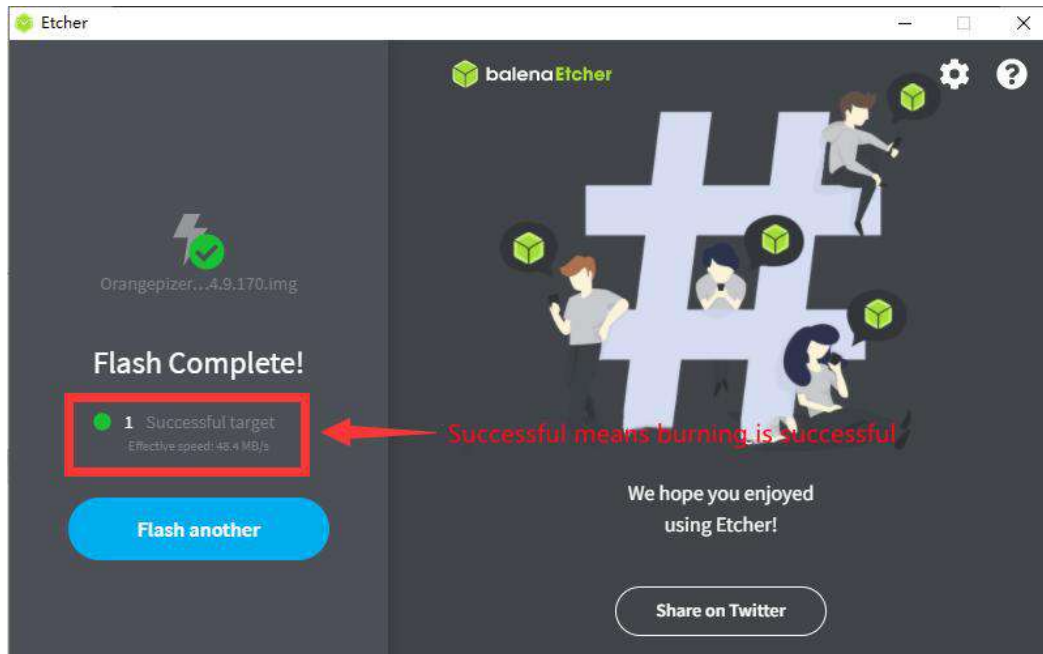 Etcher
balenaEtcher
Orangepizer...4.9.170.img
Flash Complete!
1 Successful target
Effective speed: 48.4 MB/s
Successful means burning is successful
Flash another
We hope you enjoyed
using Etcher!
Share on Twitter